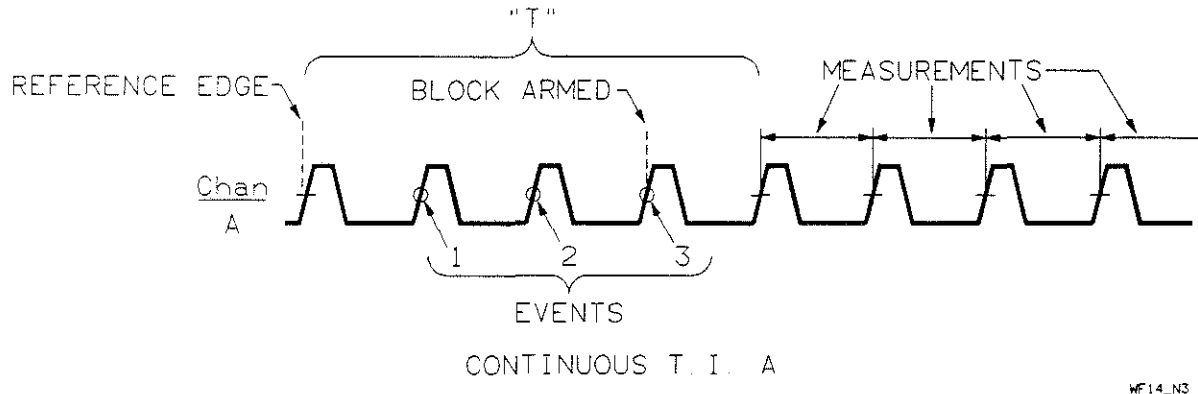 "T"
REFERENCE EDGE
BLOCK ARMED
MEASUREMENTS
Chan
A
1 2 3
EVENTS
CONTINUOUS T. I. A
WF14_N3